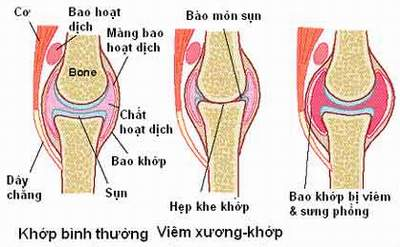 Cơ
Bao hoạt
dịch
Màng bao
hoạt dịch
Bone
Chất
hoạt dịch
Bao khớp
Dây
chằng
Sụn
Khớp bình thường
Bào mòn sụn
Hẹp khe khớp
Viêm xương-khớp
Bao khớp bị viêm
& sưng phồng